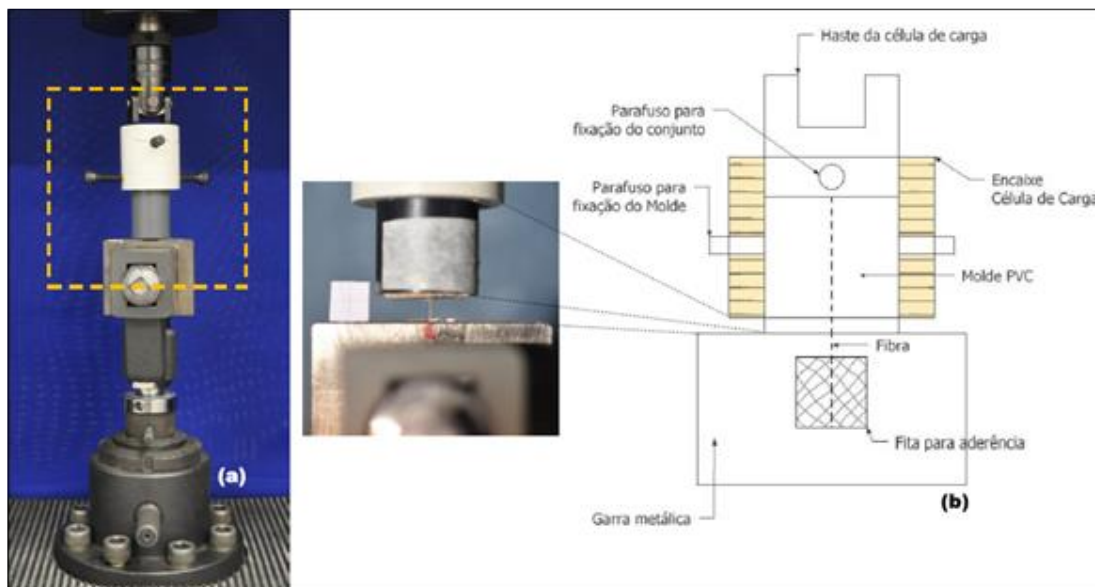 (a)
Haste da célula de carga
Parafuso para
fixação do conjunto
Parafuso para
fixação do Molde
Encaixe
Célula de Carga
Molde PVC
Fibra
Fita para aderência
Garra metálica
(b)